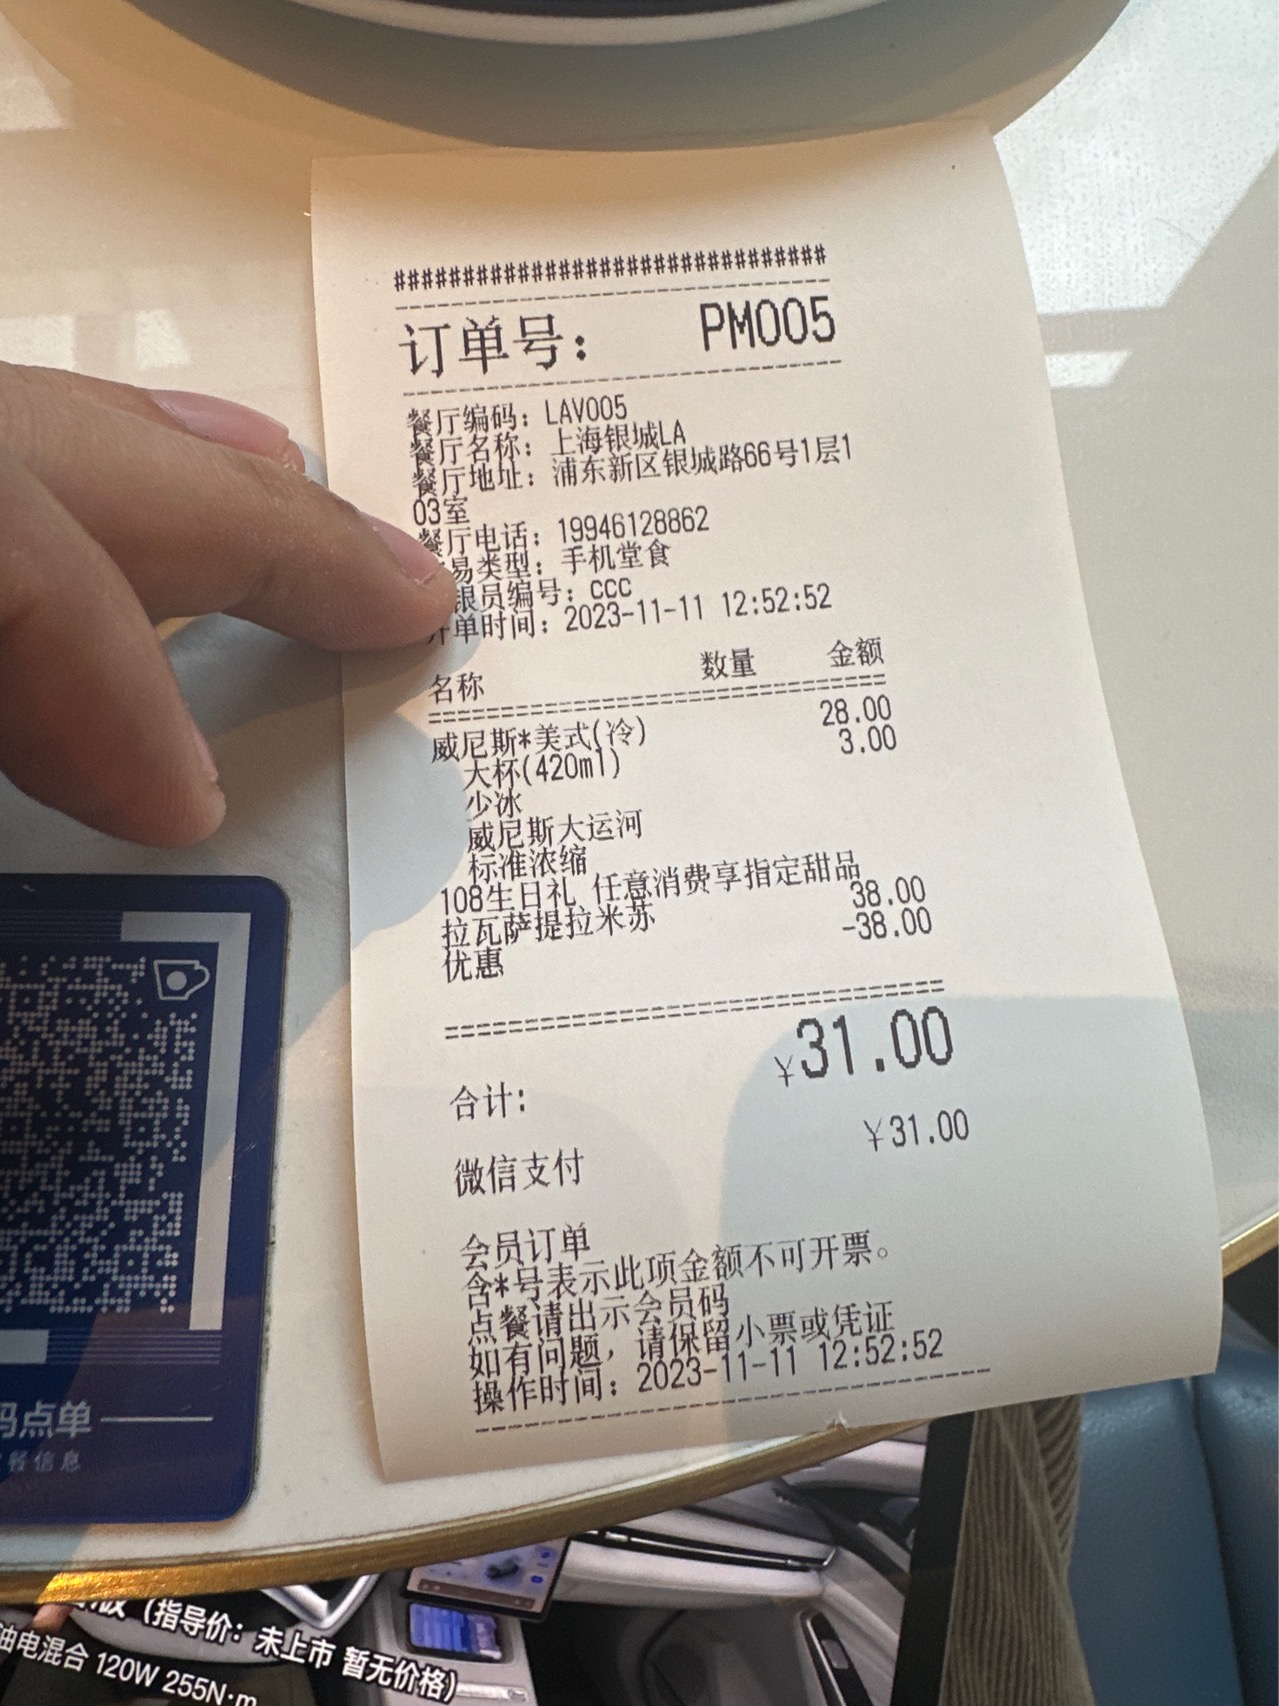 ###############################
订单号： PM005
餐厅编码：LAV005
餐厅名称：上海银城LA
餐厅地址：浦东新区银城路66号1层1
03室
餐厅电话：19946128862
易类型：手机堂食
银员编号：ccc
开单时间：2023-11-11 12:52:52
名称 数量 金额
威尼斯*美式(冷) 28.00
大杯(420ml) 3.00
少冰
威尼斯大运河
标准浓缩
108生日礼 任意消费享指定甜品
拉瓦萨提拉米苏 38.00
优惠 -38.00
合计： ¥31.00
微信支付 ¥31.00
会员订单
含*号表示此项金额不可开票。
点餐请出示会员码
如有问题，请保留小票或凭证
操作时间：2023-11-11 12:52:52
码点单
餐信息
版（指导价：未上市 暂无价格）
油电混合 120W 255N·m